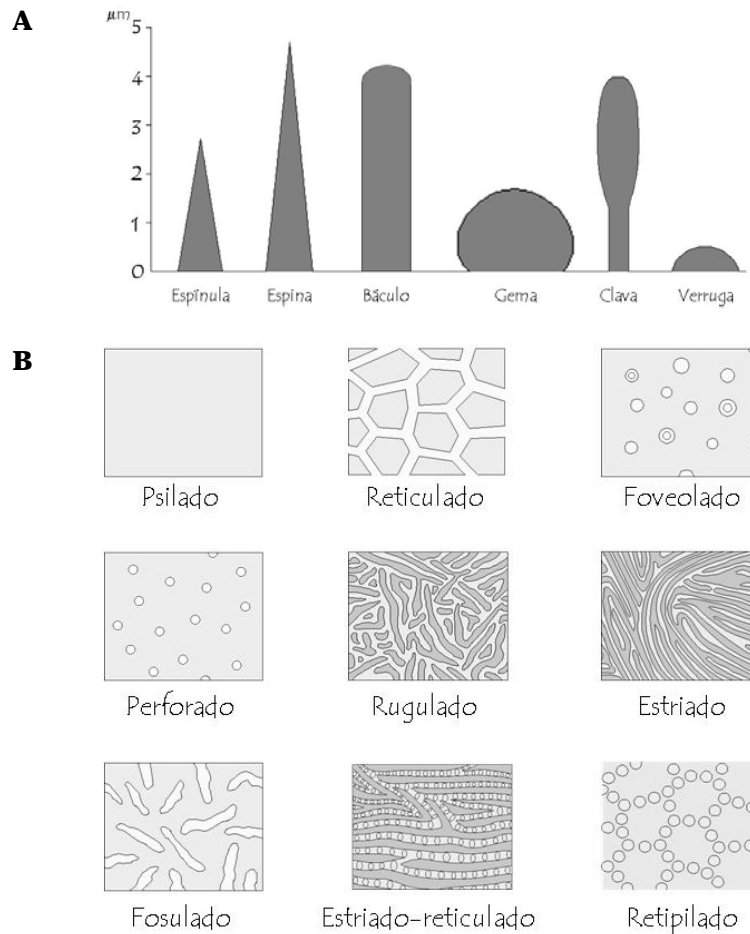 A
µm
5
4
3
2
1
0
Espínula Espina Báculo Gema Clava Verruga
B
Psilado Reticulado Foveolado
Perforado Rugulado Estriado
Fosulado Estriado-reticulado Retipilado